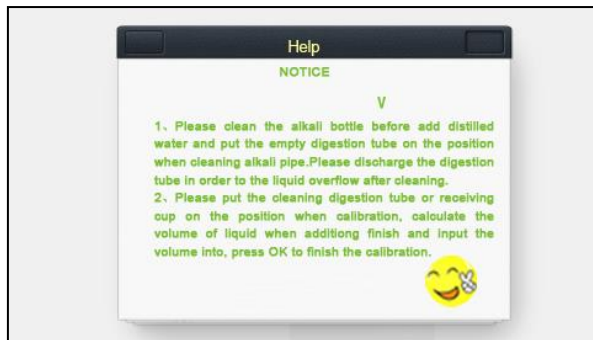 Help
NOTICE
V
1、Please clean the alkali bottle before add distilled
water and put the empty digestion tube on the position
when cleaning alkali pipe.Please discharge the digestion
tube in order to the liquid overflow after cleaning.
2、Please put the cleaning digestion tube or receiving
cup on the position when calibration, calculate the
volume of liquid when additiong finish and input the
volume into, press OK to finish the calibration.